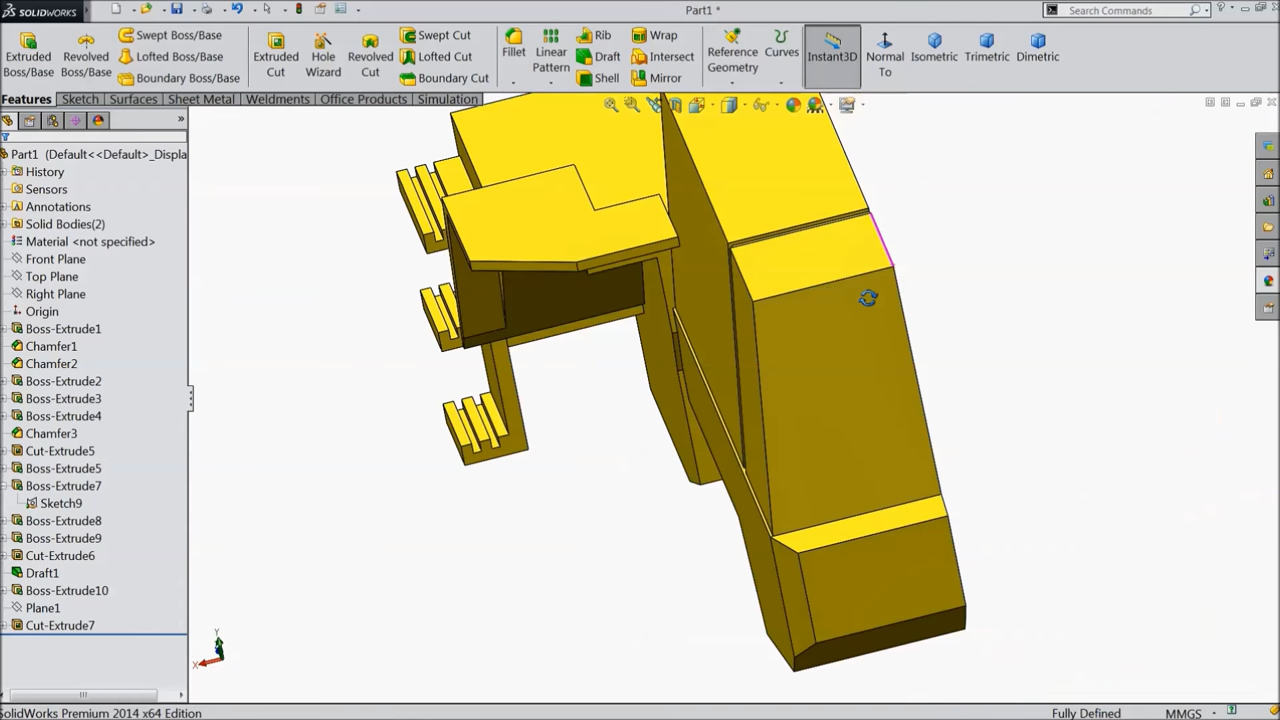 SOLIDWORKS
Part1 *
Search Commands
Extruded Boss/Base
Revolved Boss/Base
Swept Boss/Base
Lofted Boss/Base
Boundary Boss/Base
Extruded Cut
Hole Wizard
Revolved Cut
Swept Cut
Lofted Cut
Boundary Cut
Fillet
Linear Pattern
Rib
Draft
Shell
Wrap
Intersect
Mirror
Reference Geometry
Curves
Instant3D
Normal To
Isometric
Trimetric
Dimetric
Features
Sketch
Surfaces
Sheet Metal
Weldments
Office Products
Simulation
Part1 (Default<<Default>_Displa
History
Sensors
Annotations
Solid Bodies(2)
Material <not specified>
Front Plane
Top Plane
Right Plane
Origin
Boss-Extrude1
Chamfer1
Chamfer2
Boss-Extrude2
Boss-Extrude3
Boss-Extrude4
Chamfer3
Cut-Extrude5
Boss-Extrude5
Boss-Extrude7
Sketch9
Boss-Extrude8
Boss-Extrude9
Cut-Extrude6
Draft1
Boss-Extrude10
Plane1
Cut-Extrude7
Y
X
SolidWorks Premium 2014 x64 Edition
Fully Defined
MMGS